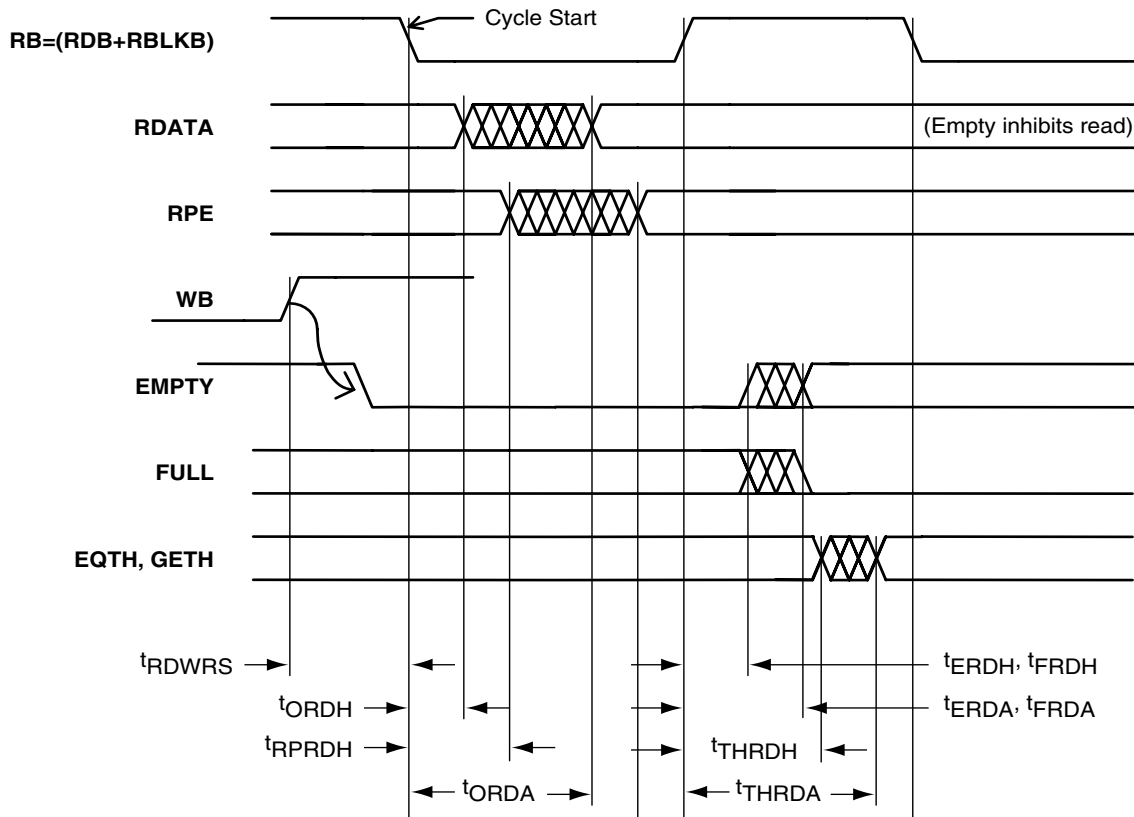 Cycle Start
RB=(RDB+RBLKB)
RDATA
(Empty inhibits read)
RPE
WB
EMPTY
FULL
EQTH, GETH
tRDWRS
tERDH, tFRDH
tORDH
tERDA, tFRDA
tRPRDH
tTHRDH
tORDA
tTHRDA